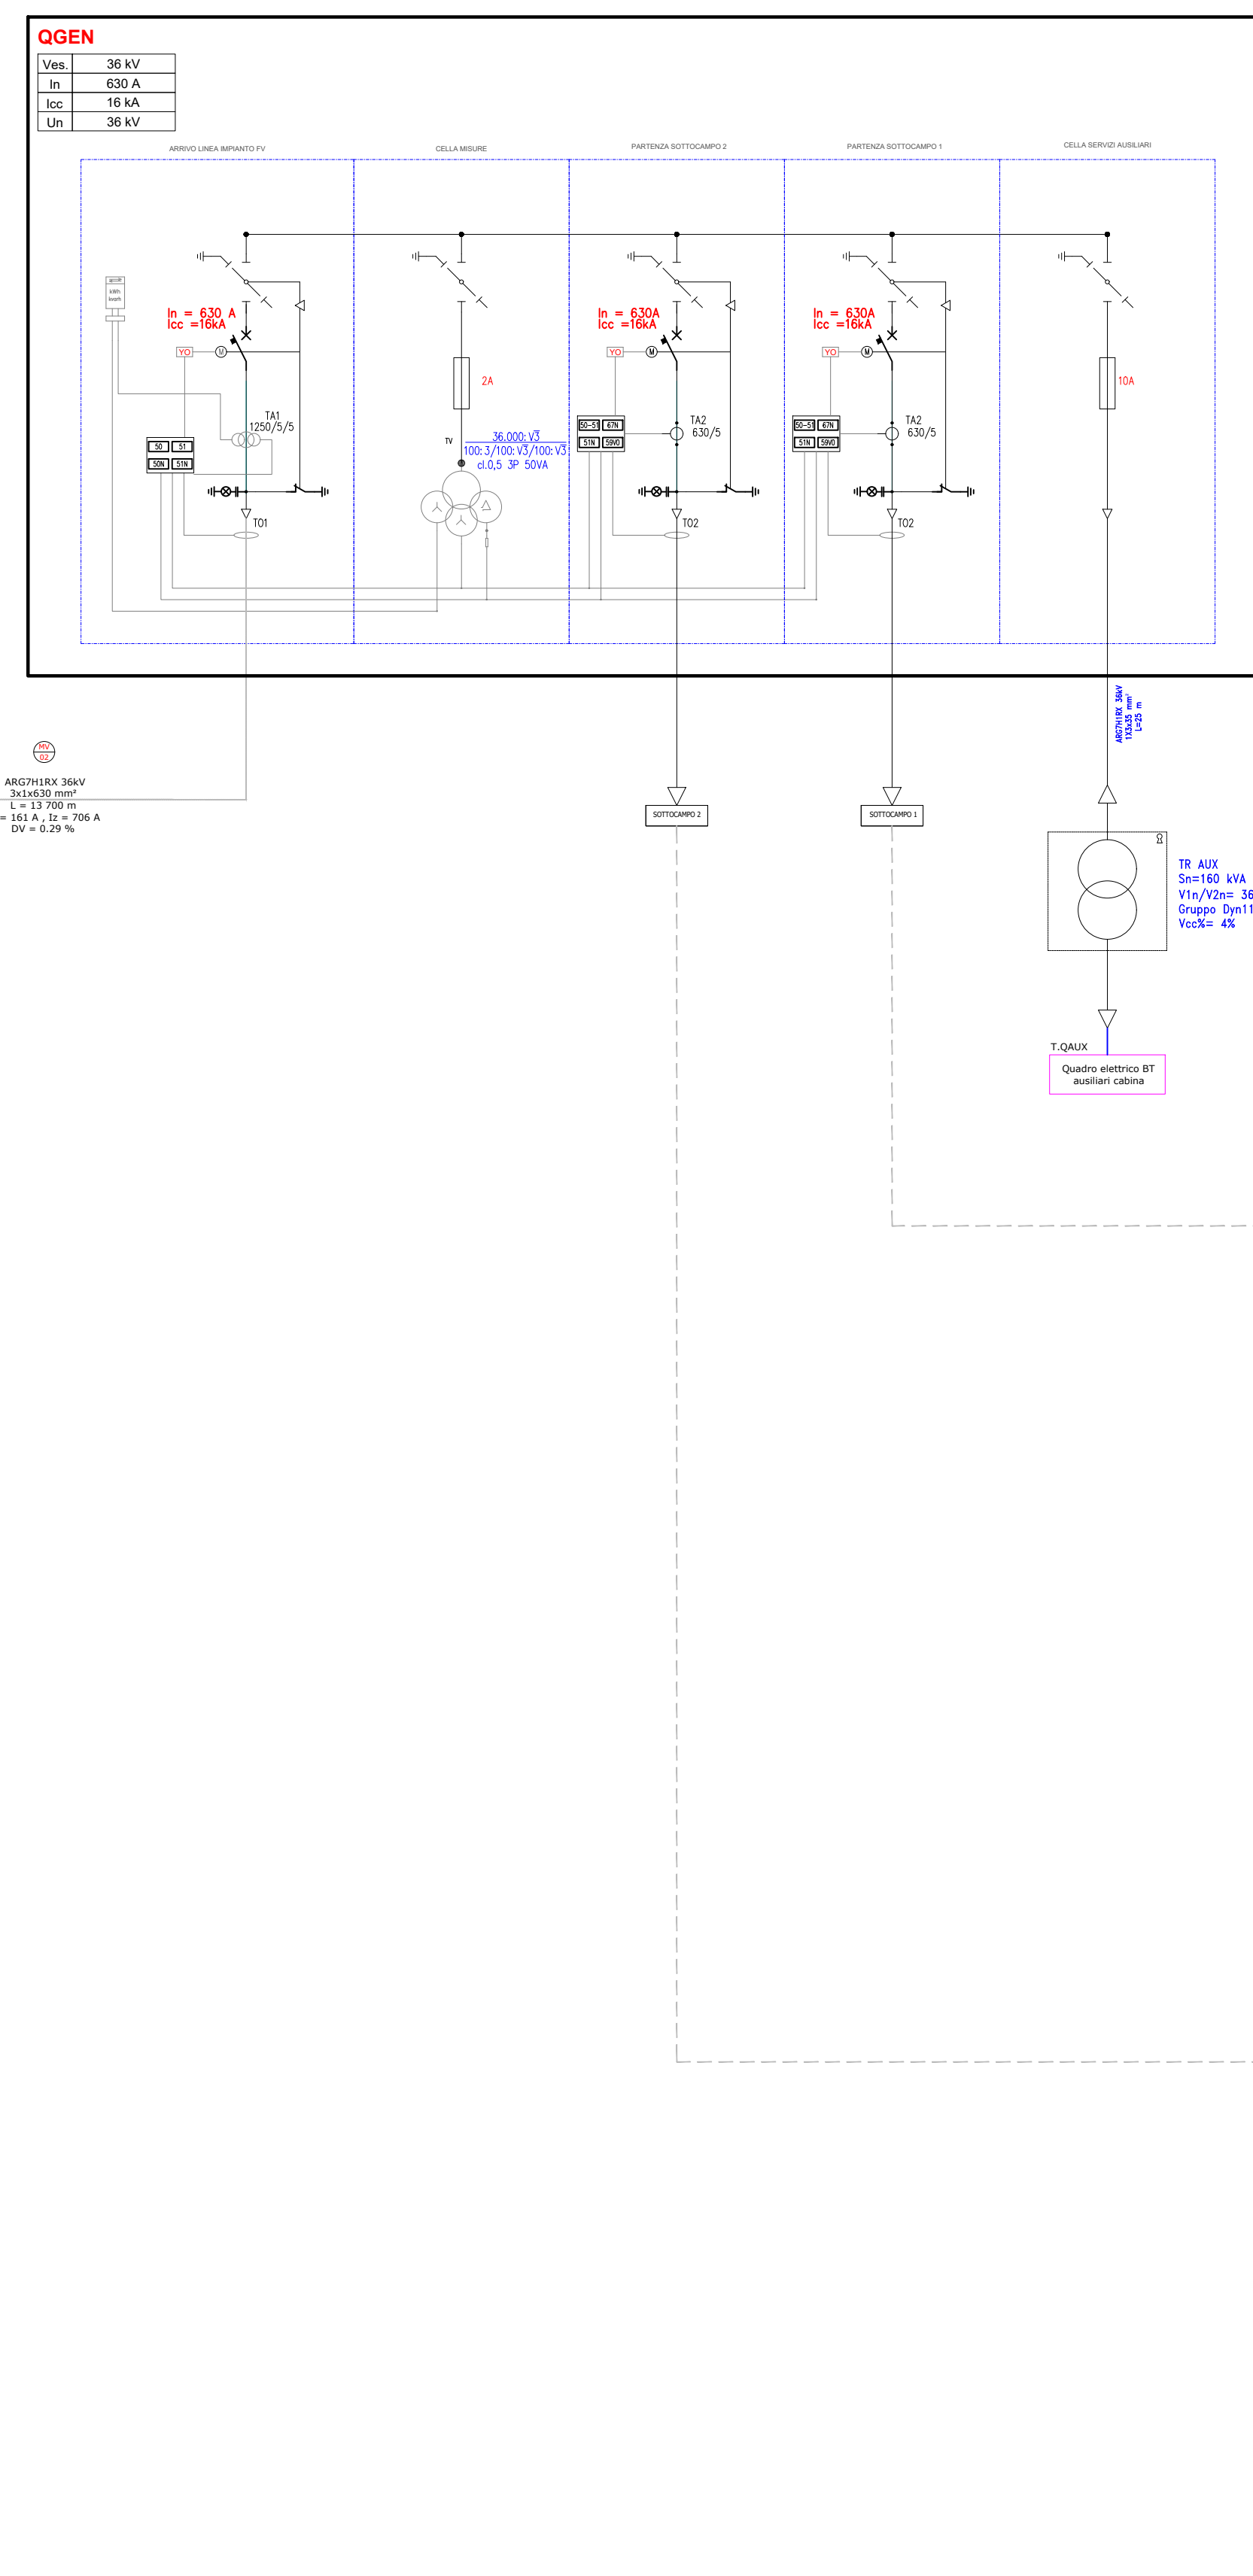 QGEN
Ves. 36 kV
In 630 A
Icc 16 kA
Un 36 kV
ARRIVO LINEA IMPIANTO FV
CELLA MISURE
PARTENZA SOTTOCAMPO 2
PARTENZA SOTTOCAMPO 1
CELLA SERVIZI AUSILIARI
kWh
kvarh
In = 630 A
Icc =16kA
YO
M
TA1
1250/5/5
50 51
50N 51N
TO1
2A
TV
36.000:V3
100:3/100:V3/100:V3
cl.0,5 3P 50VA
In = 630A
Icc =16kA
YO
M
50-51 67N
51N 59V0
TA2
630/5
TO2
In = 630A
Icc =16kA
YO
M
50-51 67N
51N 59V0
TA2
630/5
TO2
10A
ARG7H1RX 36kV
1X3x35 mm²
L=25 m
MV
02
ARG7H1RX 36kV
3x1x630 mm²
L = 13 700 m
= 161 A , Iz = 706 A
DV = 0.29 %
SOTTOCAMPO 2
SOTTOCAMPO 1
TR AUX
Sn=160 kVA
V1n/V2n= 36
Gruppo Dyn11
Vcc%= 4%
T.QAUX
Quadro elettrico BT
ausiliari cabina